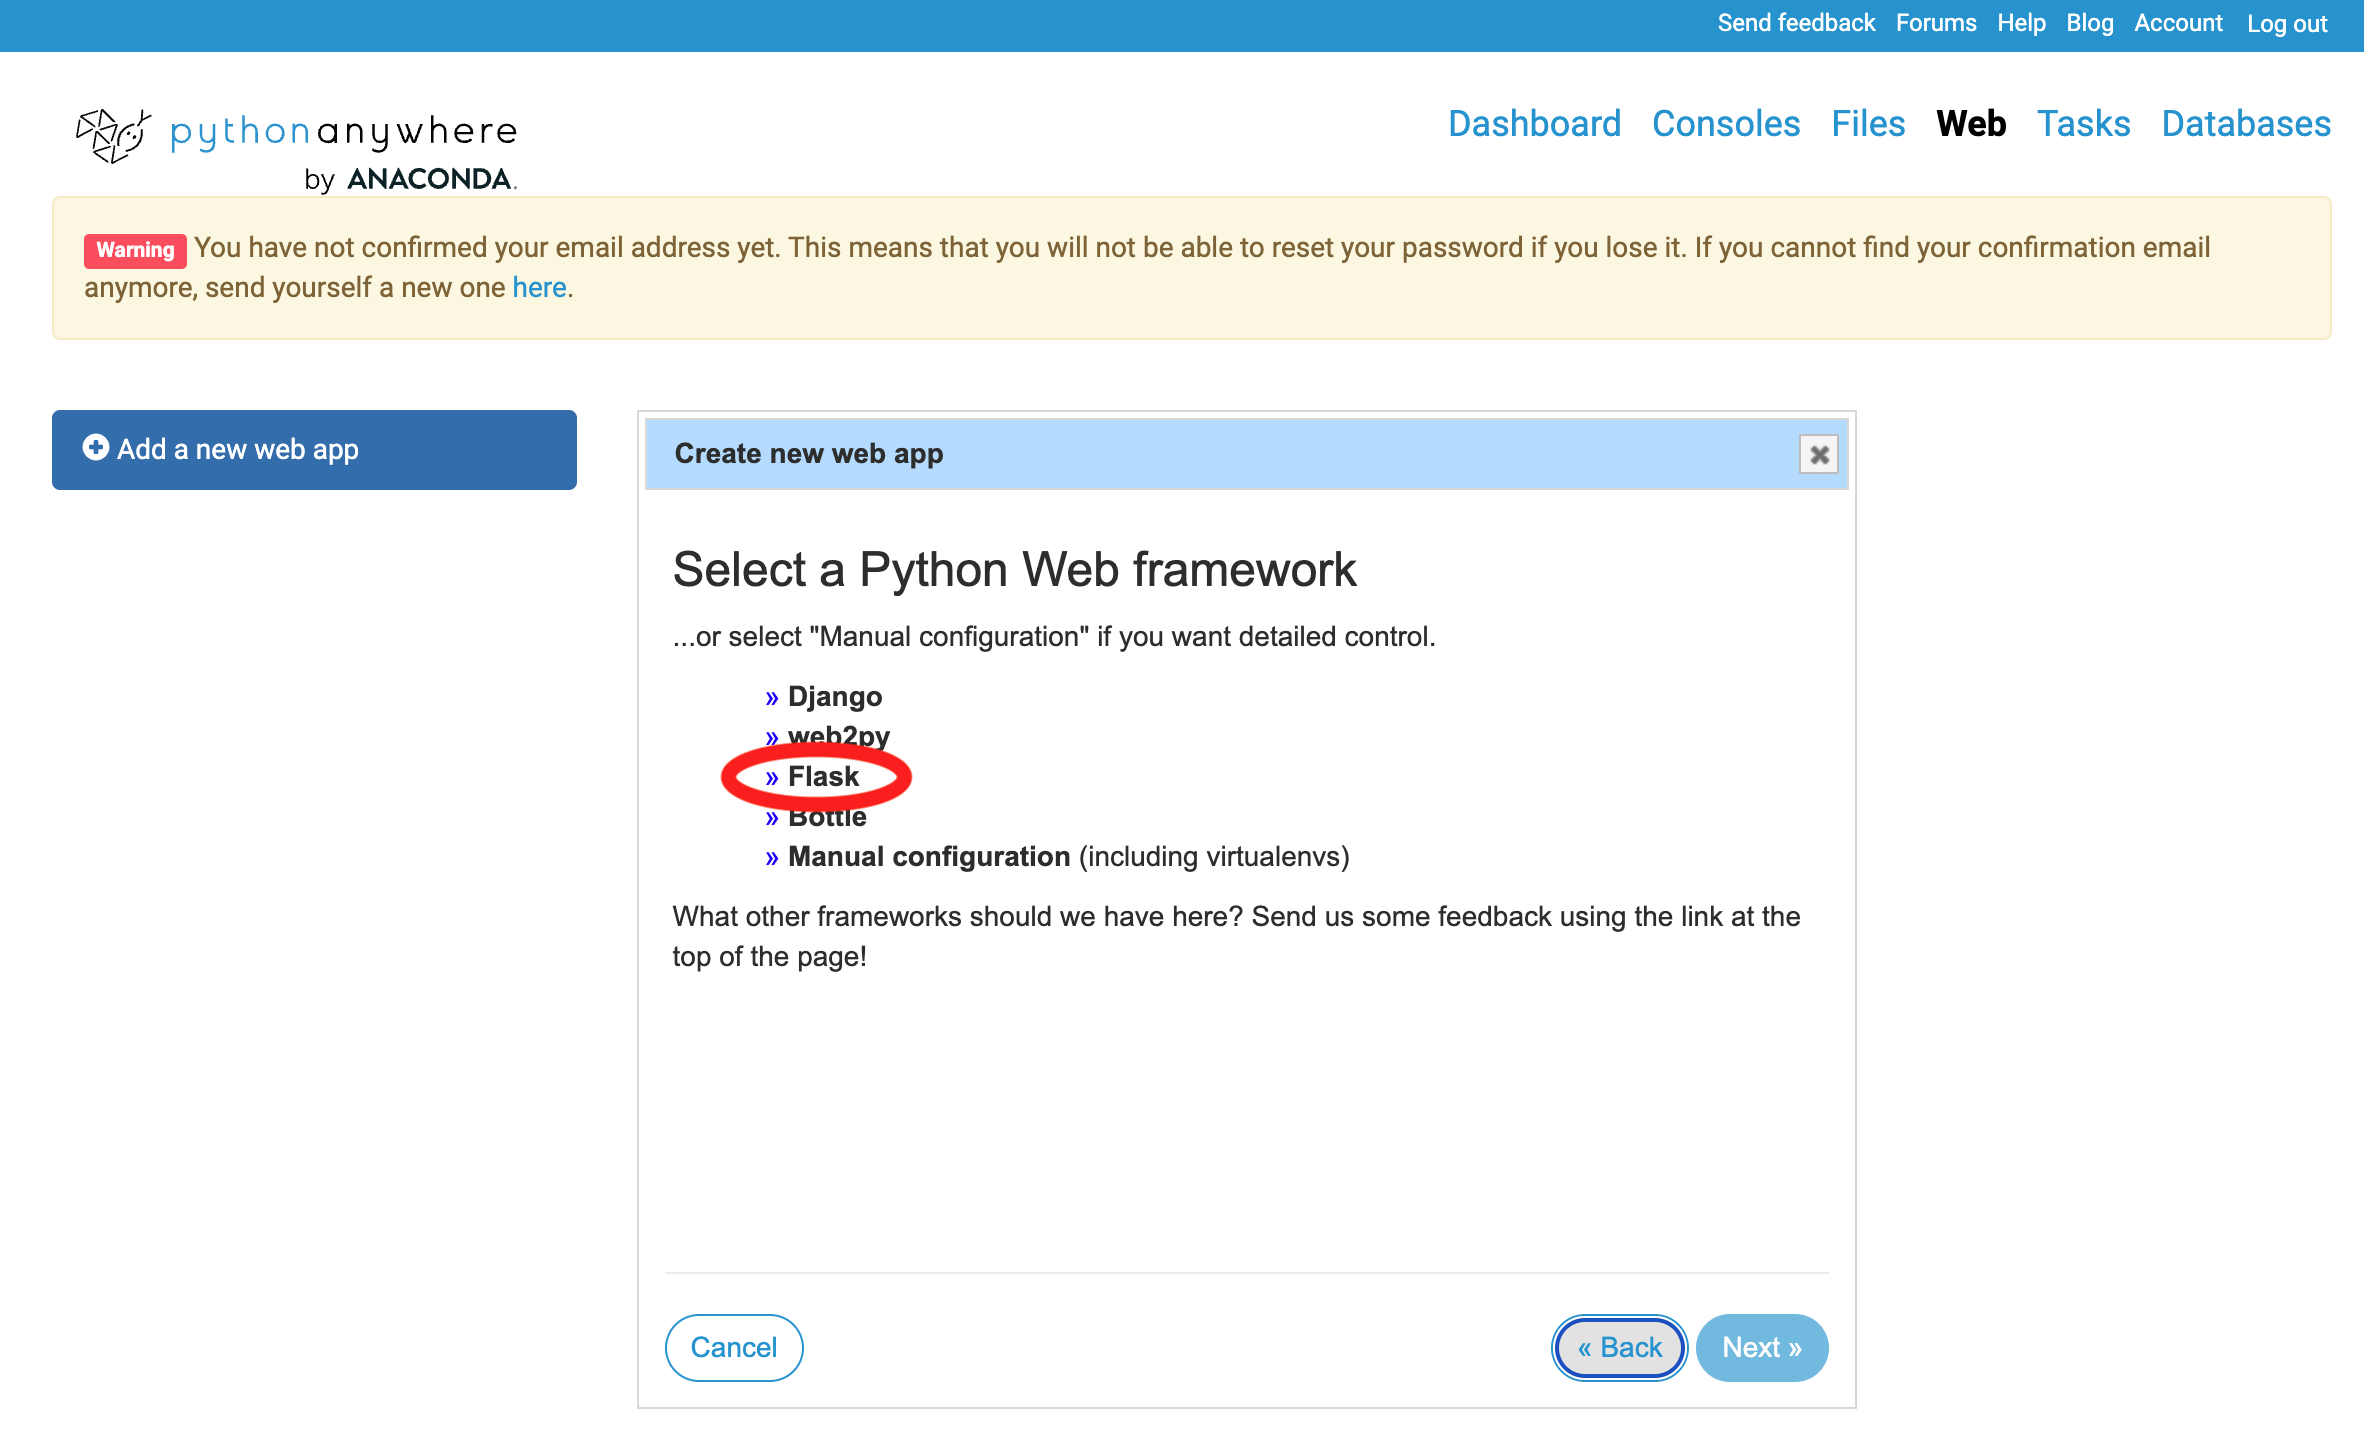 Send feedback Forums Help Blog Account Log out
pythonanywhere
by ANACONDA.
Dashboard Consoles Files Web Tasks Databases
Warning You have not confirmed your email address yet. This means that you will not be able to reset your password if you lose it. If you cannot find your confirmation email
anymore, send yourself a new one here.
Add a new web app
Create new web app
Select a Python Web framework
...or select "Manual configuration" if you want detailed control.
» Django
» web2py
» Flask
» Bottle
» Manual configuration (including virtualenvs)
What other frameworks should we have here? Send us some feedback using the link at the
top of the page!
Cancel
« Back
Next »